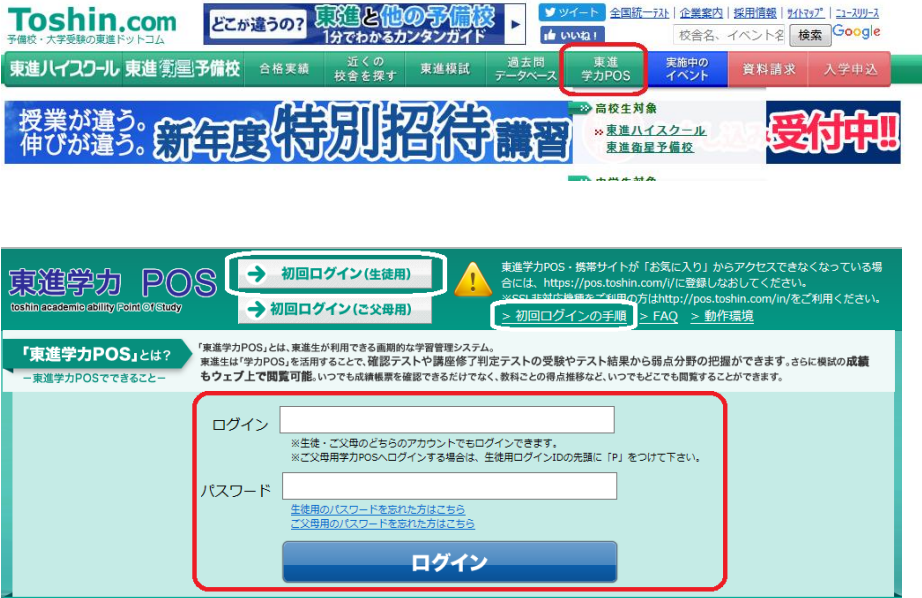 Toshin.com
予備校・大学受験の東進ドットコム
どこが違うの? 東進と他の予備校
1分でわかるカンタンガイド
ツイート 全国統一テスト | 企業案内 | 採用情報 | サイトマップ | ニュースリリース
いいね! 校舎名、イベント名 検索 Google
東進ハイスクール 東進衛星予備校 合格実績 近くの校舎を探す 東進模試 過去問データベース 東進学力POS 実施中のイベント 資料請求 入学申込
授業が違う。
伸びが違う。
新年度特別招待講習
受付中!!
高校生対象
東進ハイスクール
東進衛星予備校
東進学力 POS
toshin academic ability Point Of Study
初回ログイン(生徒用)
初回ログイン(ご父母用)
東進学力POS・携帯サイトが「お気に入り」からアクセスできなくなっている場
合には、https://pos.toshin.com/i/に登録しなおしてください。
※SSL非対応機種をご利用の方はhttp://pos.toshin.com/in/をご利用ください。
> 初回ログインの手順 > FAQ > 動作環境
「東進学力POS」とは?
－東進学力POSでできること－
「東進学力POS」とは、東進生が利用できる画期的な学習管理システム。
東進生は「学力POS」を活用することで、確認テストや講座修了判定テストの受験やテスト結果から弱点分野の把握ができます。さらに模試の成績
もウェブ上で閲覧可能。いつでも成績帳票を確認できるだけでなく、教科ごとの得点推移など、いつでもどこでも閲覧することができます。
ログイン
※生徒・ご父母のどちらのアカウントでもログインできます。
※ご父母用学力POSへログインする場合は、生徒用ログインIDの先頭に「P」をつけて下さい。
パスワード
生徒用のパスワードを忘れた方はこちら
ご父母用のパスワードを忘れた方はこちら
ログイン